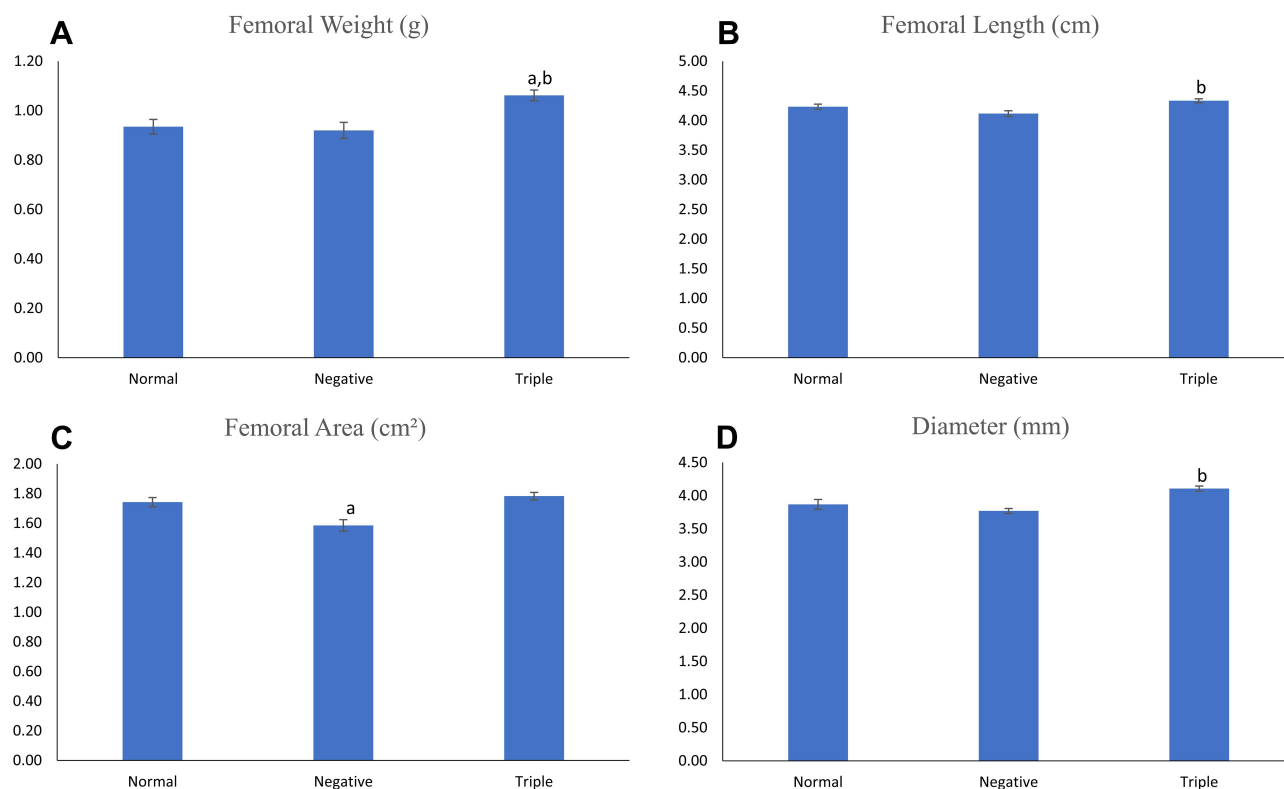 A
Femoral Weight (g)
1.20
1.00
0.80
0.60
0.40
0.20
0.00
a,b
Normal Negative Triple
B
Femoral Length (cm)
5.00
4.50
4.00
3.50
3.00
2.50
2.00
1.50
1.00
0.50
0.00
b
Normal Negative Triple
C
Femoral Area (cm²)
2.00
1.80
1.60
1.40
1.20
1.00
0.80
0.60
0.40
0.20
0.00
a
Normal Negative Triple
D
Diameter (mm)
4.50
4.00
3.50
3.00
2.50
2.00
1.50
1.00
0.50
0.00
b
Normal Negative Triple